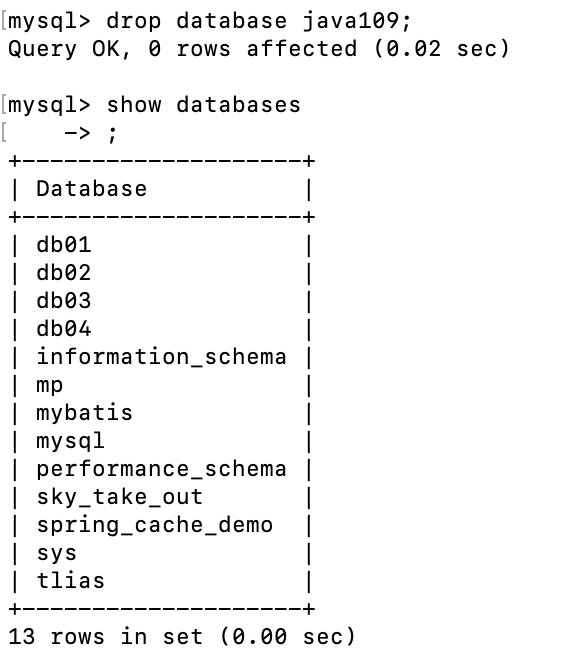 [mysql> drop database java109;
Query OK, 0 rows affected (0.02 sec)

[mysql> show databases
[    -> ;
+--------------------+
| Database           |
+--------------------+
| db01               |
| db02               |
| db03               |
| db04               |
| information_schema |
| mp                 |
| mybatis            |
| mysql              |
| performance_schema |
| sky_take_out       |
| spring_cache_demo  |
| sys                |
| tlias              |
+--------------------+
13 rows in set (0.00 sec)